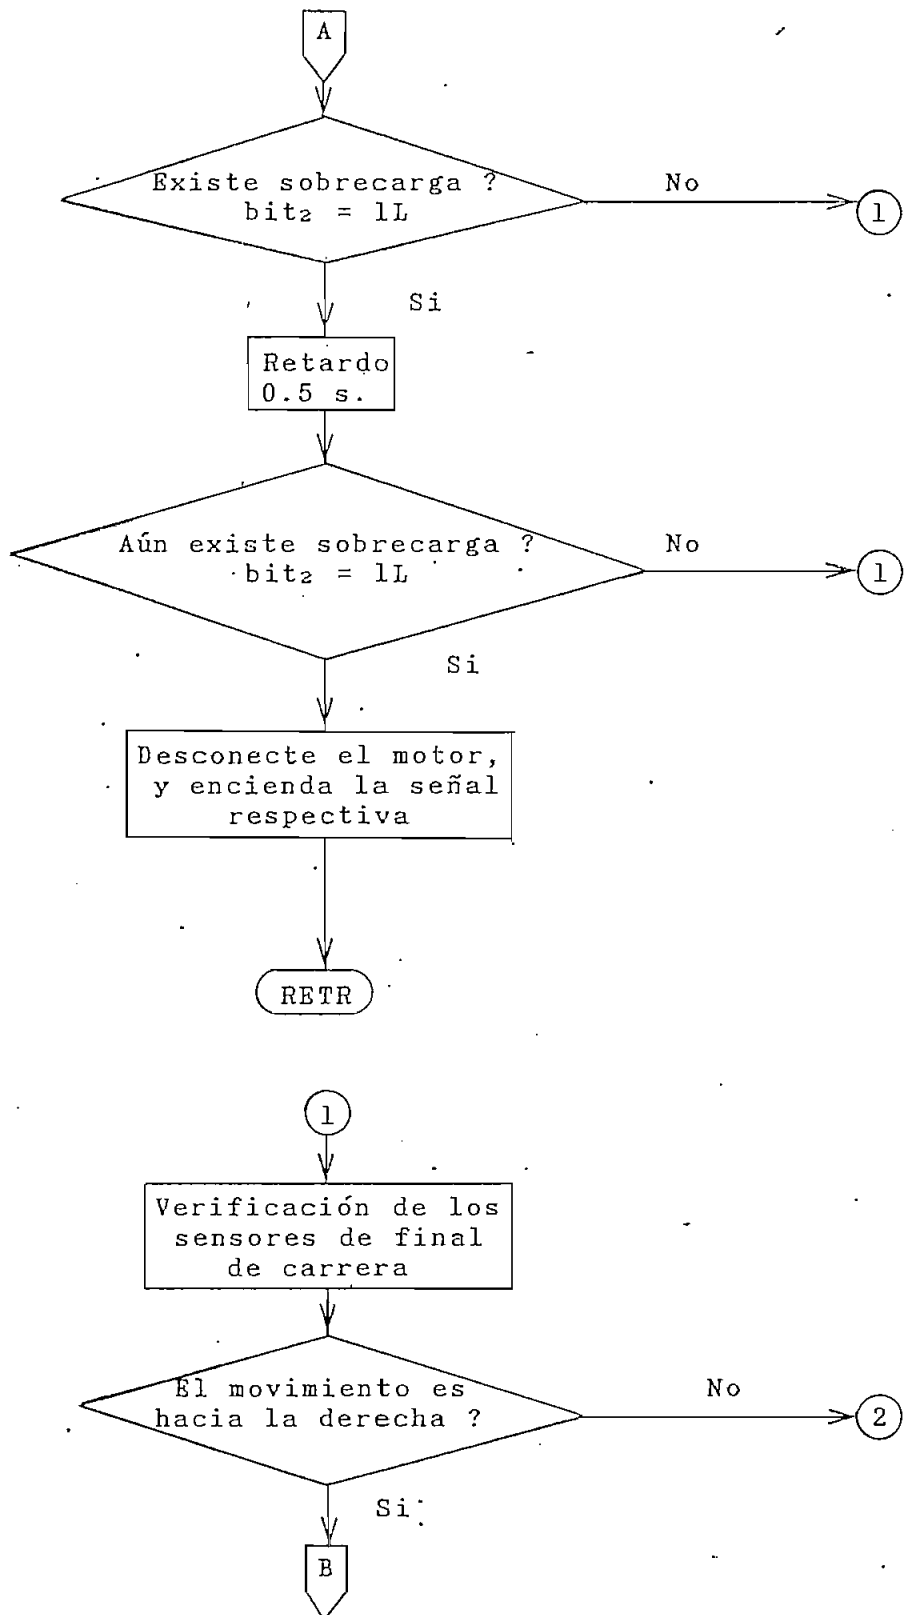 A
Existe sobrecarga ?
bit₂ = 1L
No
1
Si
Retardo
0.5 s.
Aún existe sobrecarga ?
bit₂ = 1L
No
1
Si
Desconecte el motor,
y encienda la señal
respectiva
RETR
1
Verificación de los
sensores de final
de carrera
El movimiento es
hacia la derecha ?
No
2
Si
B